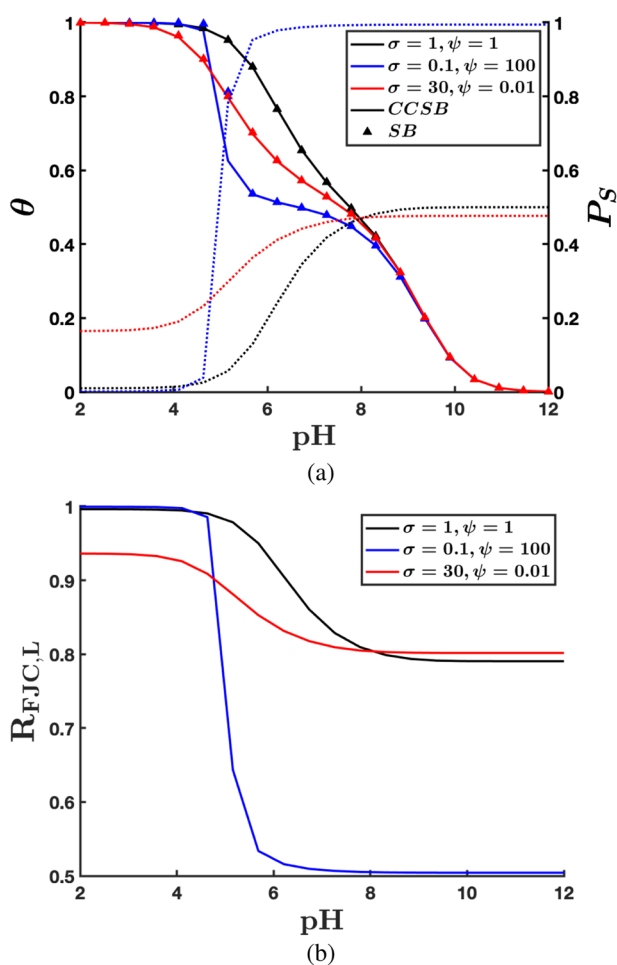 1
0.8
0.6
0.4
0.2
0
θ
1
0.8
0.6
0.4
0.2
0
P_S
σ = 1, ψ = 1
σ = 0.1, ψ = 100
σ = 30, ψ = 0.01
CCSB
SB
2 4 6 8 10 12
pH
(a)
1
0.9
0.8
0.7
0.6
0.5
R_FJC,L
σ = 1, ψ = 1
σ = 0.1, ψ = 100
σ = 30, ψ = 0.01
2 4 6 8 10 12
pH
(b)